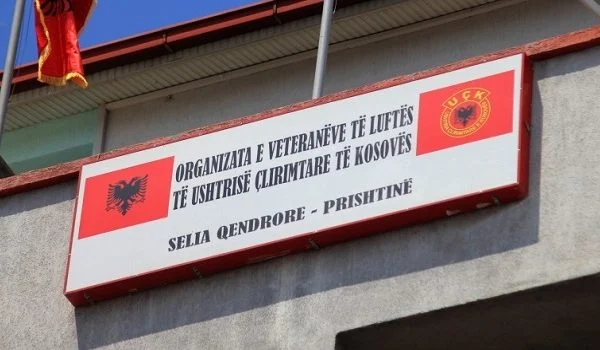 ORGANIZATA E VETERANËVE TË LUFTËS
TË USHTRISË ÇLIRIMTARE TË KOSOVËS
SELIA QENDRORE - PRISHTINË
UÇK